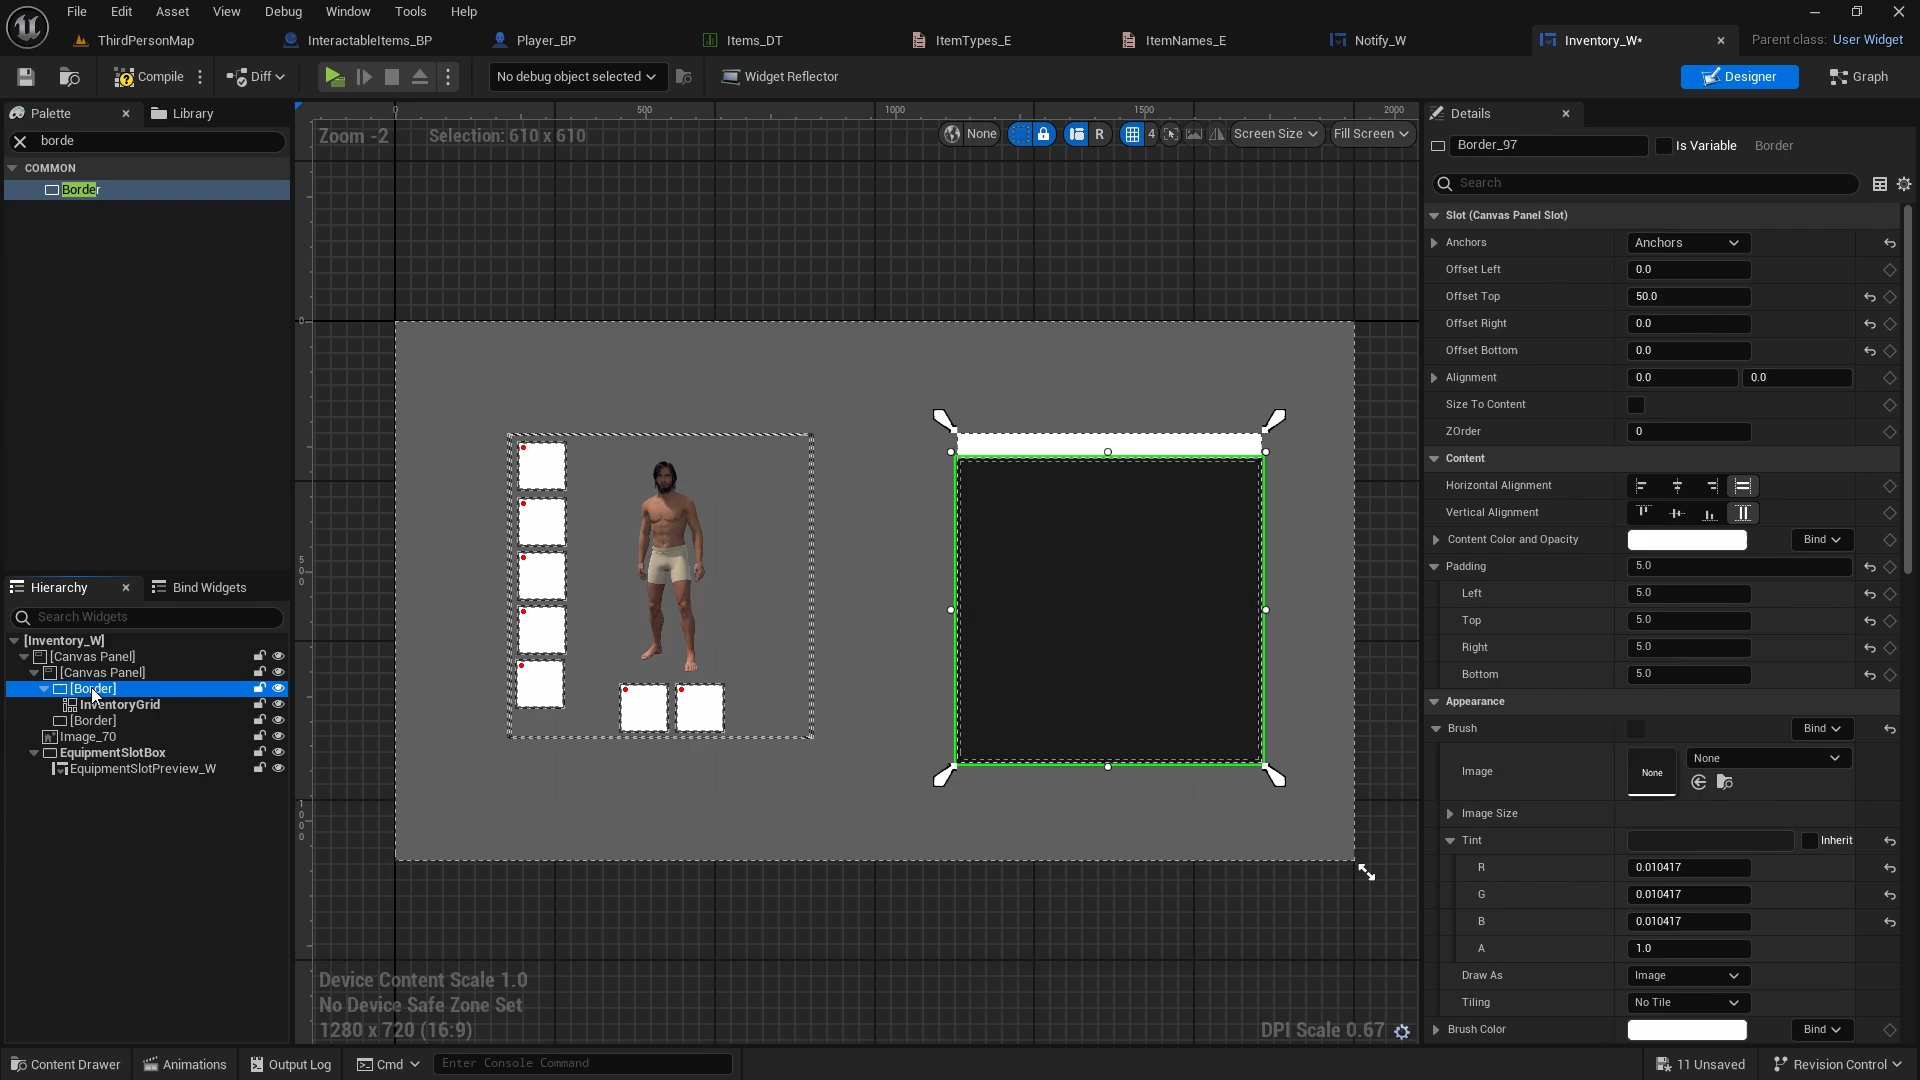 File Edit Asset View Debug Window Tools Help
ThirdPersonMap InteractableItems_BP Player_BP Items_DT ItemTypes_E ItemNames_E Notify_W Inventory_W* Parent class: User Widget
Compile Diff No debug object selected Widget Reflector Designer Graph
Palette Library
borde
COMMON
Border
Hierarchy Bind Widgets
Search Widgets
[Inventory_W]
[Canvas Panel]
[Canvas Panel]
[Border]
InventoryGrid
[Border]
Image_70
EquipmentSlotBox
EquipmentSlotPreview_W
0 500 1000 1500 2000
Zoom -2 Selection: 610 x 610 None R 4 Screen Size Fill Screen
0
500
1000
Device Content Scale 1.0
No Device Safe Zone Set
1280 x 720 (16:9) DPI Scale 0.67
Details
Border_97 Is Variable Border
Search
Slot (Canvas Panel Slot)
Anchors Anchors
Offset Left 0.0
Offset Top 50.0
Offset Right 0.0
Offset Bottom 0.0
Alignment 0.0 0.0
Size To Content
ZOrder 0
Content
Horizontal Alignment
Vertical Alignment
Content Color and Opacity Bind
Padding 5.0
Left 5.0
Top 5.0
Right 5.0
Bottom 5.0
Appearance
Brush Bind
Image None None
Image Size
Tint Inherit
R 0.010417
G 0.010417
B 0.010417
A 1.0
Draw As Image
Tiling No Tile
Brush Color Bind
Content Drawer Animations Output Log Cmd Enter Console Command 11 Unsaved Revision Control